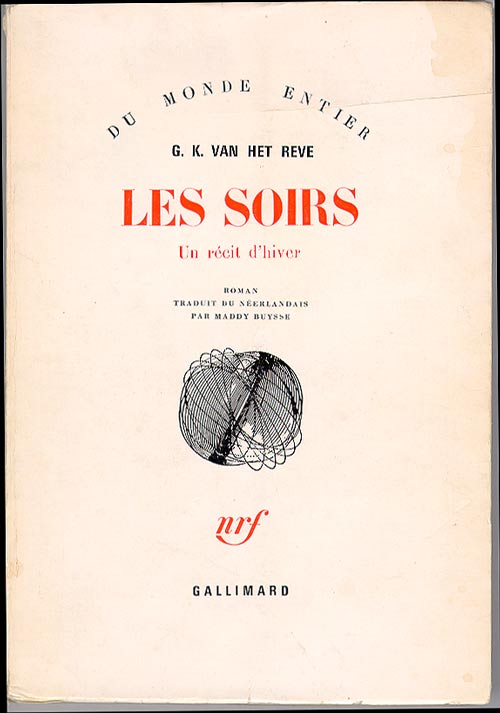 DU MONDE ENTIER
G. K. VAN HET REVE
LES SOIRS
Un récit d'hiver
ROMAN
TRADUIT DU NÉERLANDAIS
PAR MADDY BUYSSE
nrf
GALLIMARD